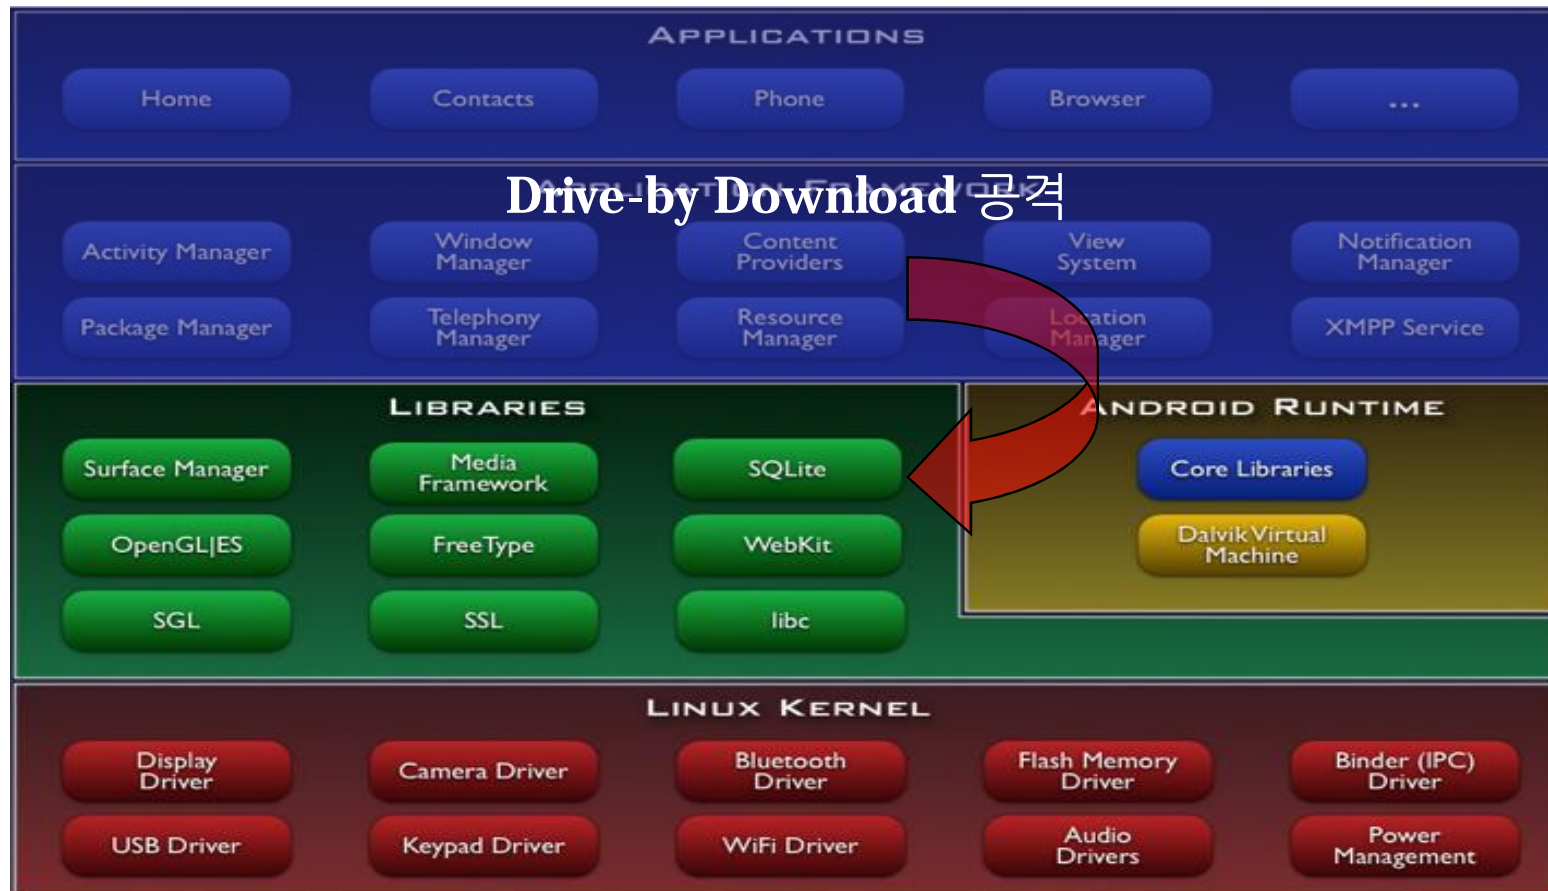 APPLICATIONS
Home
Contacts
Phone
Browser
...
APPLICATION FRAMEWORK
Drive-by Download 공격
Activity Manager
Window
Manager
Content
Providers
View
System
Notification
Manager
Package Manager
Telephony
Manager
Resource
Manager
Location
Manager
XMPP Service
LIBRARIES
ANDROID RUNTIME
Surface Manager
Media
Framework
SQLite
Core Libraries
OpenGL|ES
FreeType
WebKit
Dalvik Virtual
Machine
SGL
SSL
libc
LINUX KERNEL
Display
Driver
Camera Driver
Bluetooth
Driver
Flash Memory
Driver
Binder (IPC)
Driver
USB Driver
Keypad Driver
WiFi Driver
Audio
Drivers
Power
Management